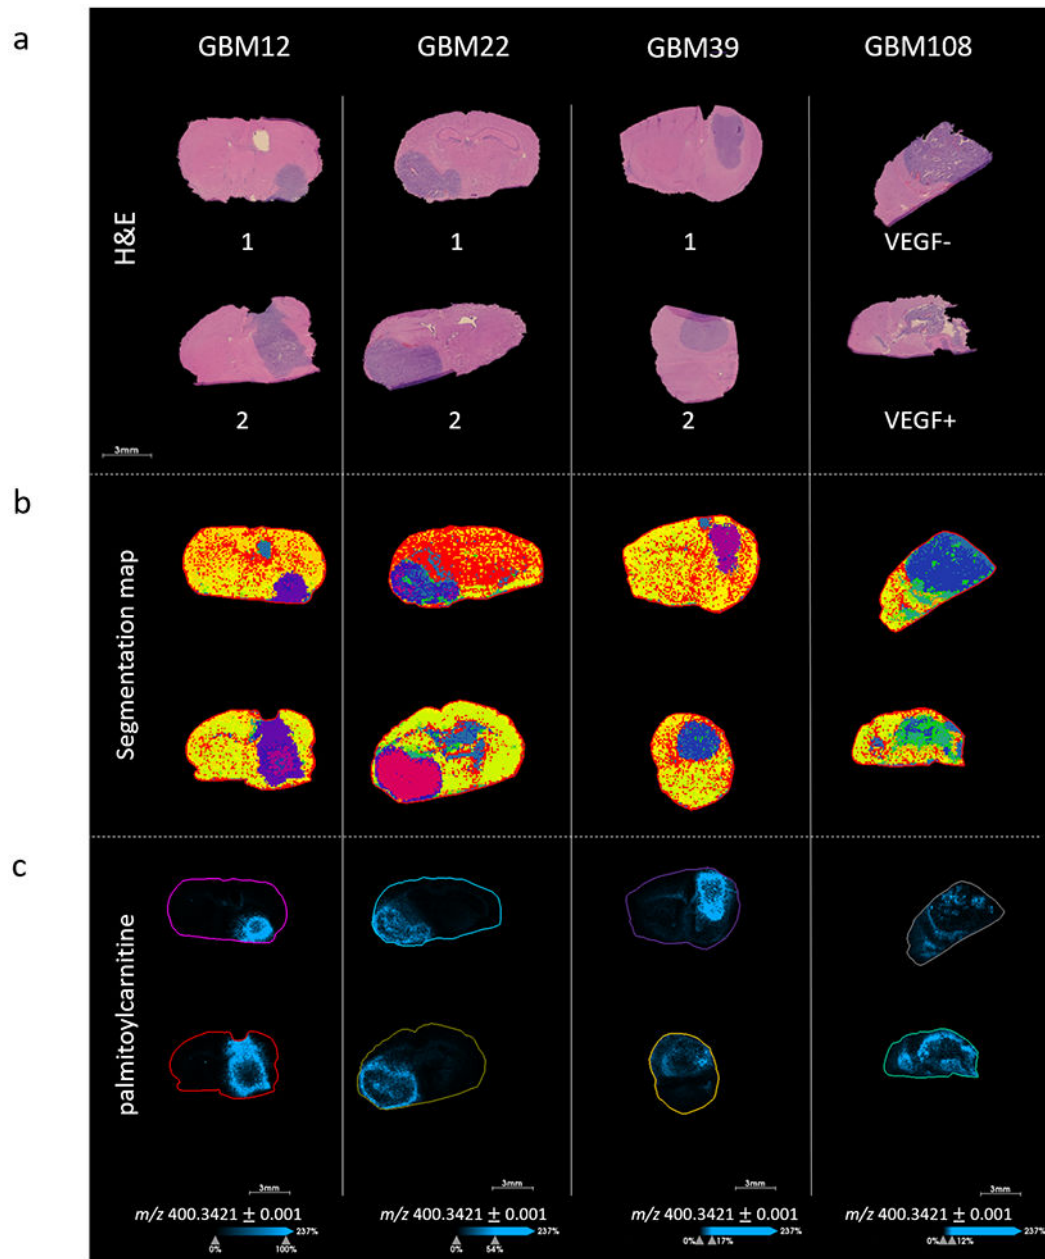 a
GBM12 GBM22 GBM39 GBM108
H&E
1 1 1 VEGF-
2 2 2 VEGF+
3mm
b
Segmentation map
c
palmitoylcarnitine
3mm 3mm 3mm 3mm
m/z 400.3421 ± 0.001 m/z 400.3421 ± 0.001 m/z 400.3421 ± 0.001 m/z 400.3421 ± 0.001
237% 237% 237% 237%
0% 100% 0% 54% 0% 17% 0% 12%